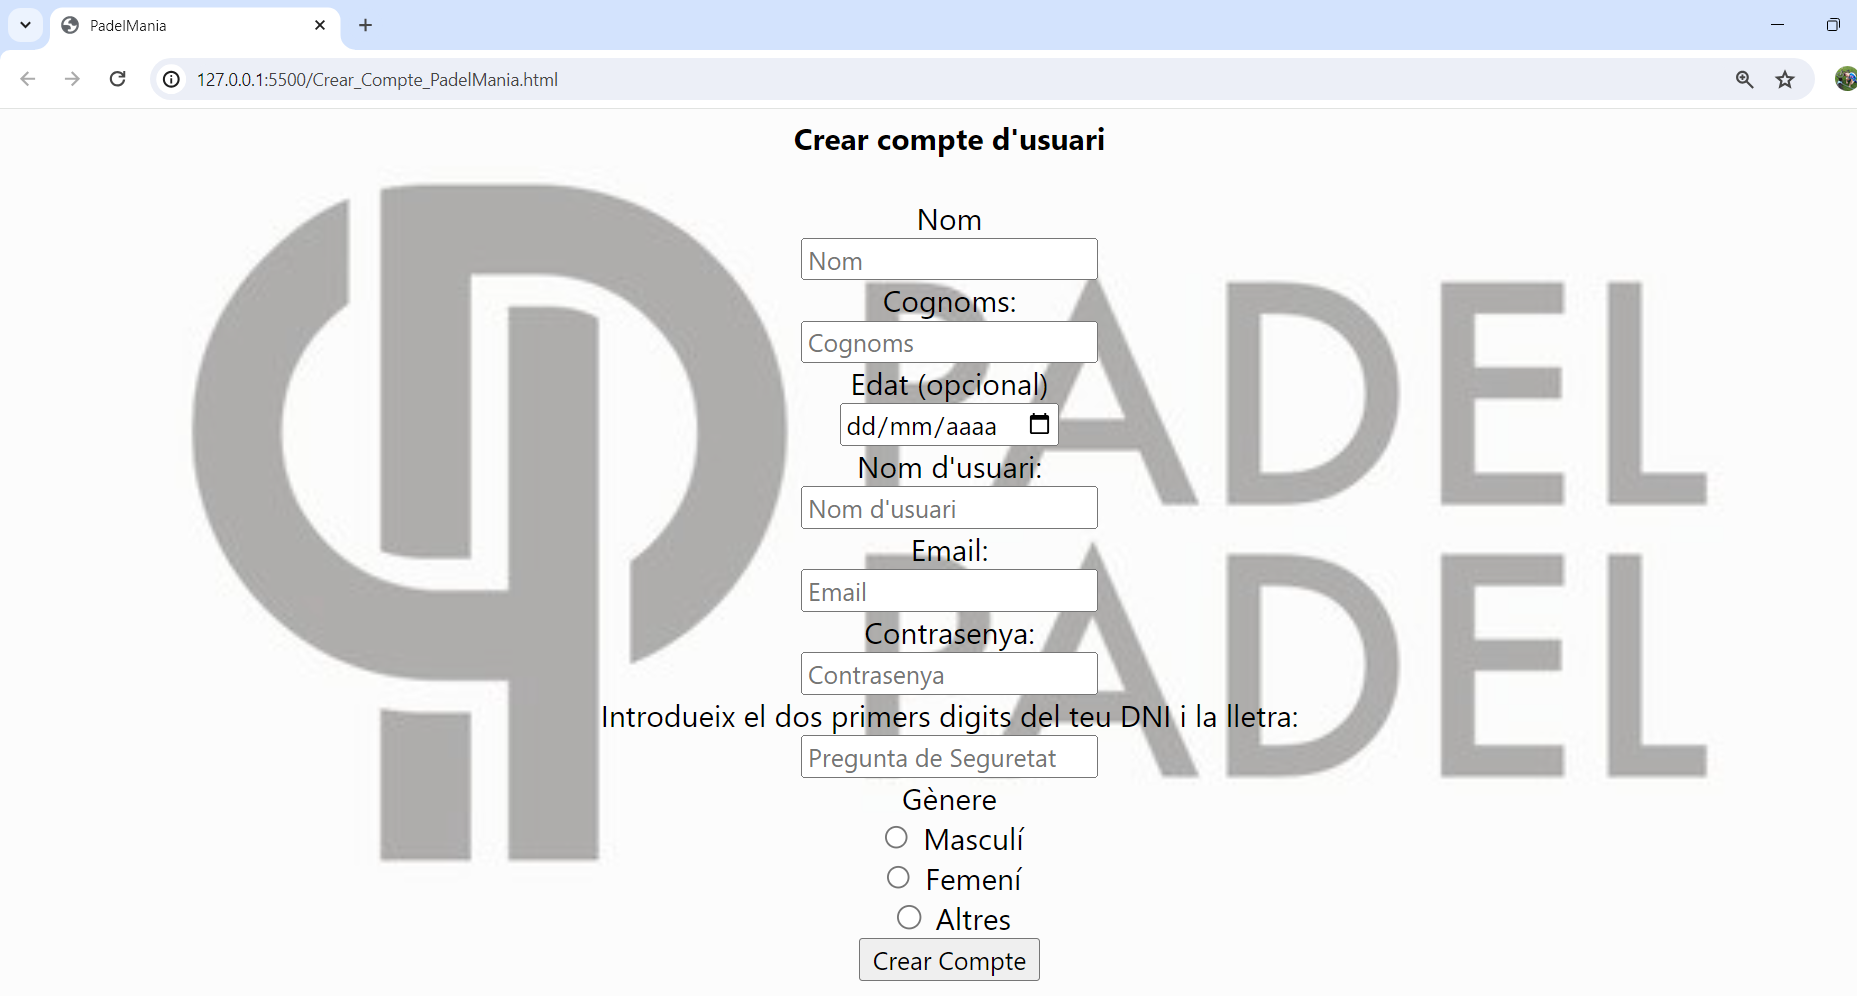 PadelMania
127.0.0.1:5500/Crear_Compte_PadelMania.html
Crear compte d'usuari
Nom
Nom
Cognoms:
Cognoms
Edat (opcional)
dd/mm/aaaa
Nom d'usuari:
Nom d'usuari
Email:
Email
Contrasenya:
Contrasenya
Introdueix el dos primers digits del teu DNI i la lletra:
Pregunta de Seguretat
Gènere
Masculí
Femení
Altres
Crear Compte
PADEL
PADEL